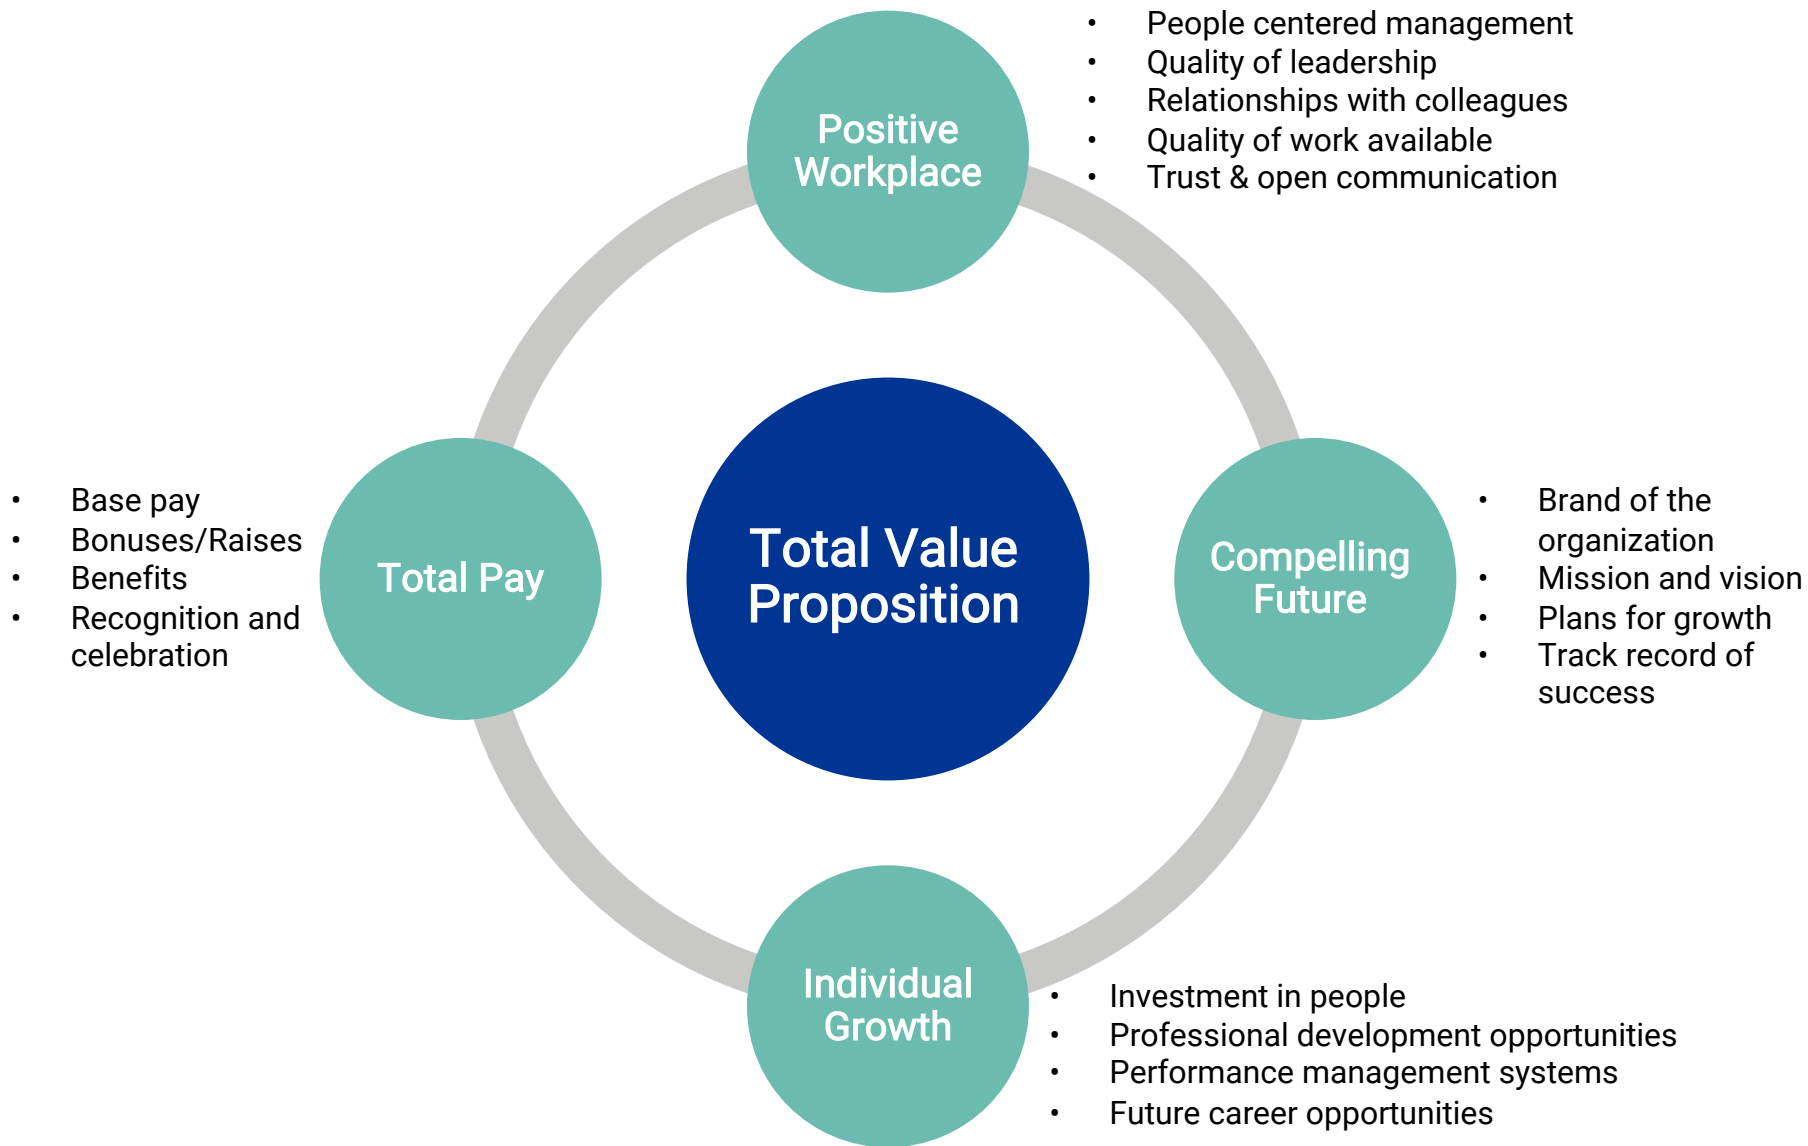 Positive
Workplace
• People centered management
• Quality of leadership
• Relationships with colleagues
• Quality of work available
• Trust & open communication
Total Pay
• Base pay
• Bonuses/Raises
• Benefits
• Recognition and
celebration
Total Value
Proposition
Compelling
Future
• Brand of the
organization
• Mission and vision
• Plans for growth
• Track record of
success
Individual
Growth
• Investment in people
• Professional development opportunities
• Performance management systems
• Future career opportunities